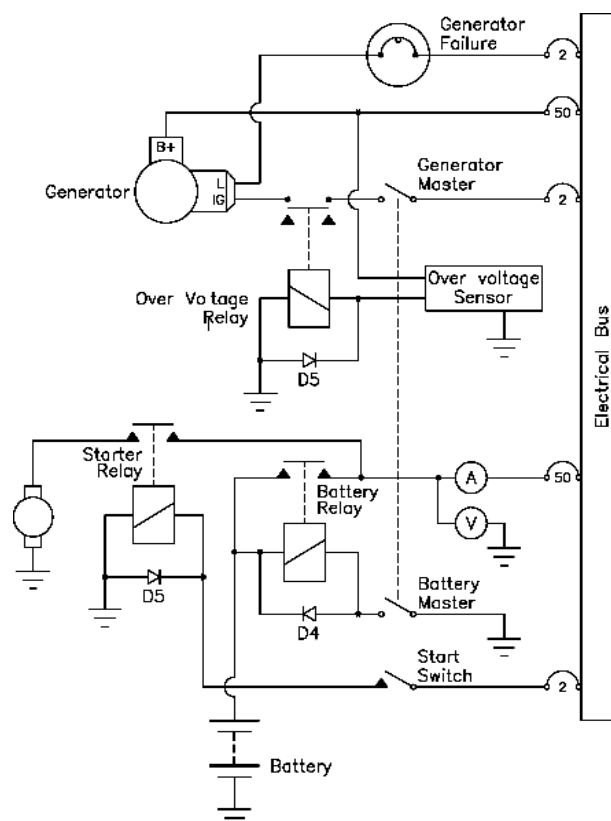 Generator
Failure
2
50
B+
L
IG
Generator
Generator
Master
2
Over Voltage
Relay
Over voltage
Sensor
D5
Electrical Bus
Starter
Relay
Battery
Relay
A
50
V
D5
D4
Battery
Master
Start
Switch
2
Battery